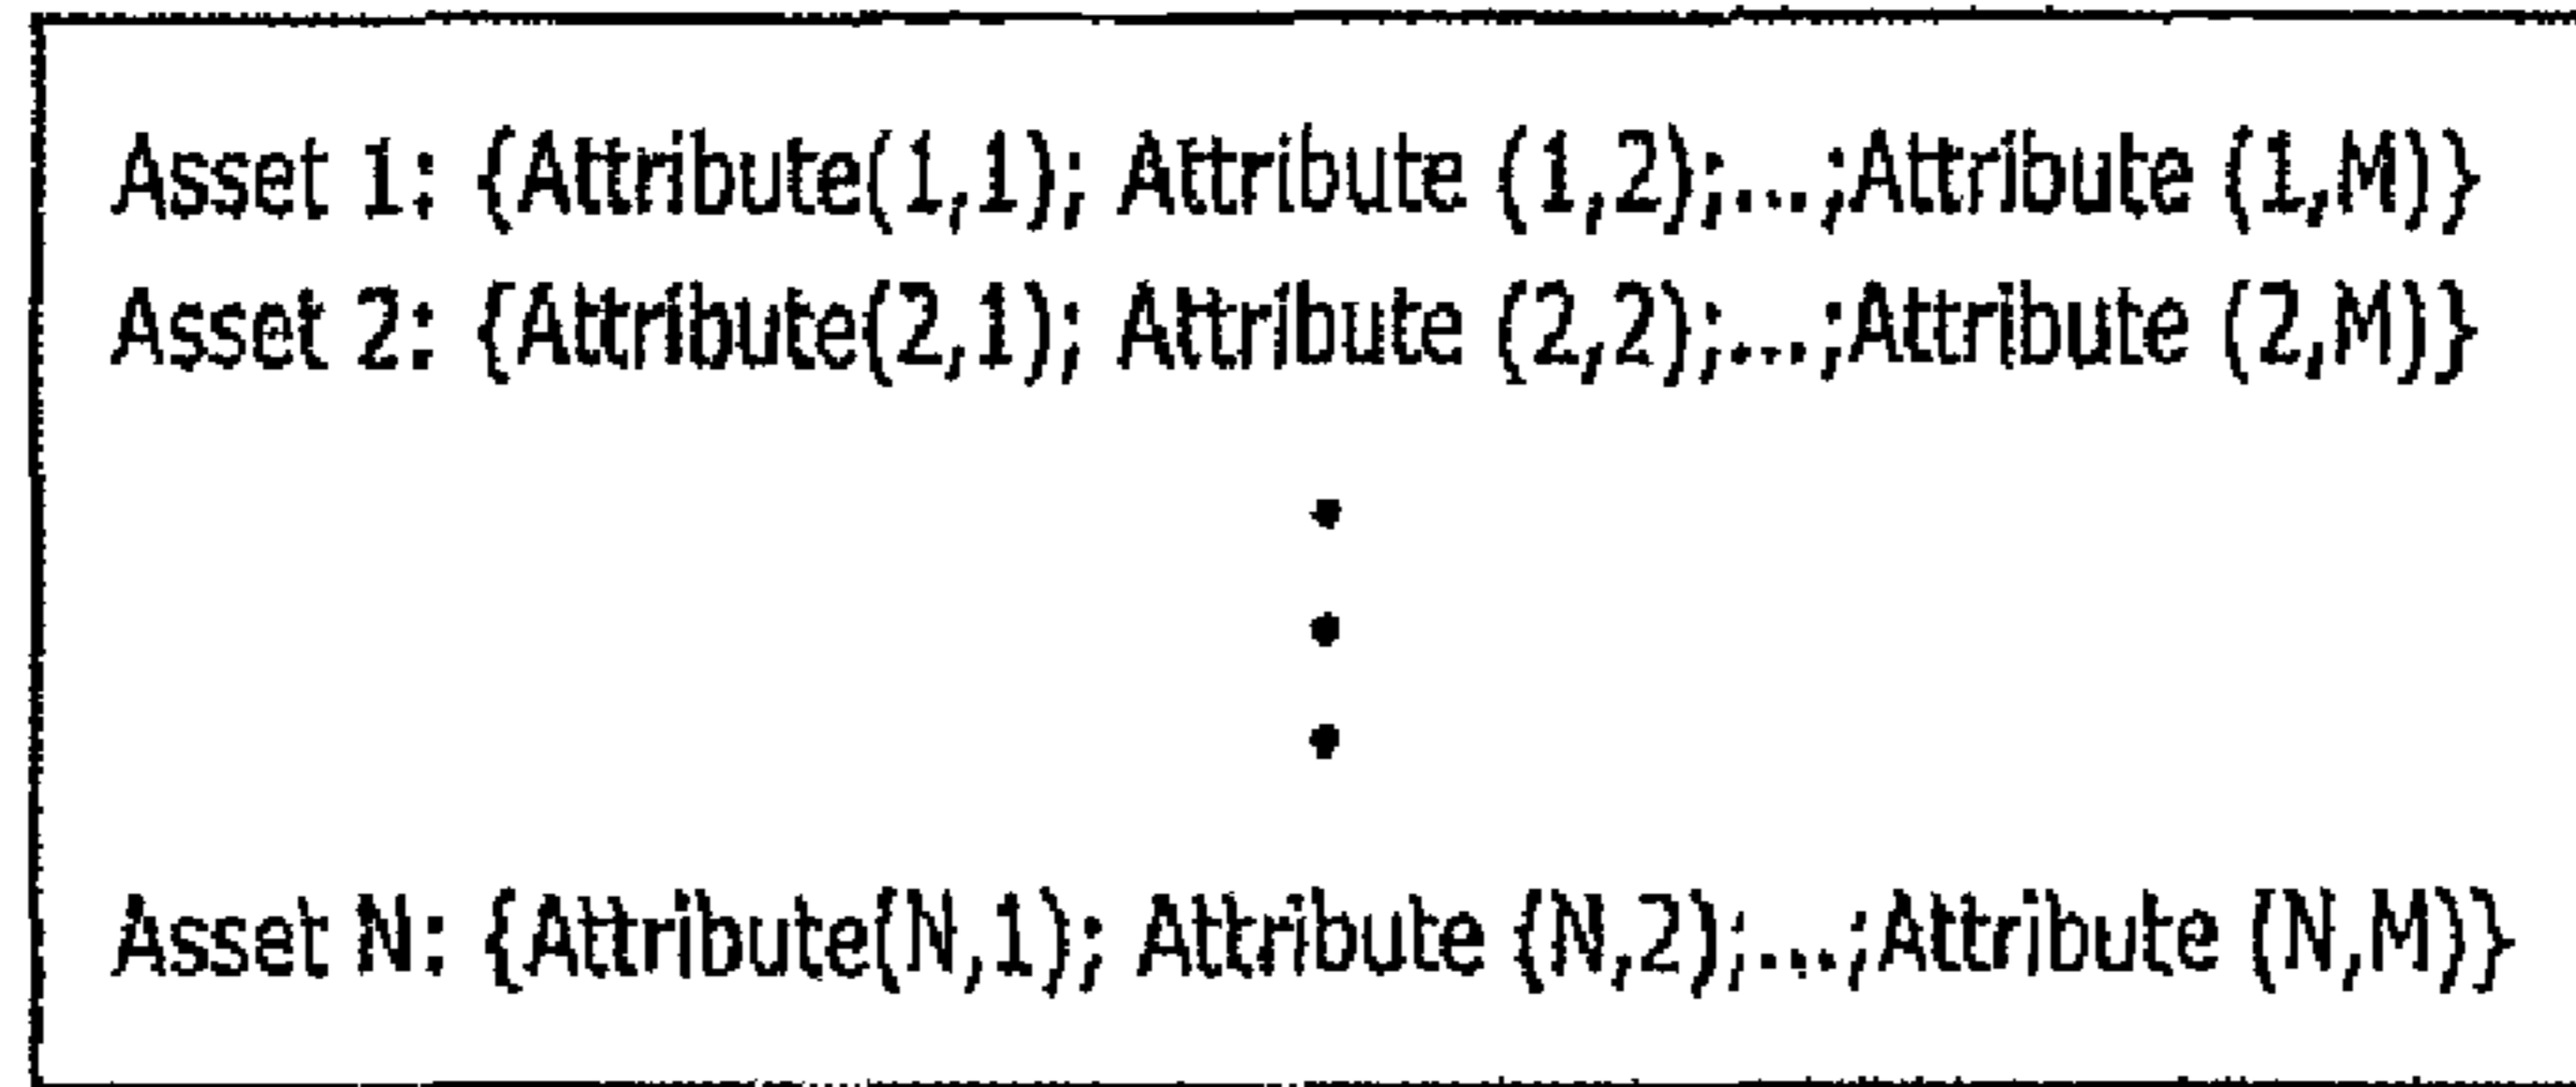 Asset 1: {Attribute(1,1); Attribute (1,2);...;Attribute (1,M)}
Asset 2: {Attribute(2,1); Attribute (2,2);...;Attribute (2,M)}
Asset N: {Attribute(N,1); Attribute (N,2);...;Attribute (N,M)}